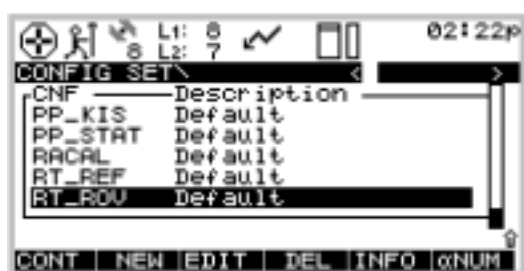 L1: 8 02:22p
8 L2: 7
CONFIG SET\ < >
CNF Description
PP_KIS Default
PP_STAT Default
RACAL Default
RT_REF Default
RT_ROV Default
CONT NEW EDIT DEL INFO αNUM